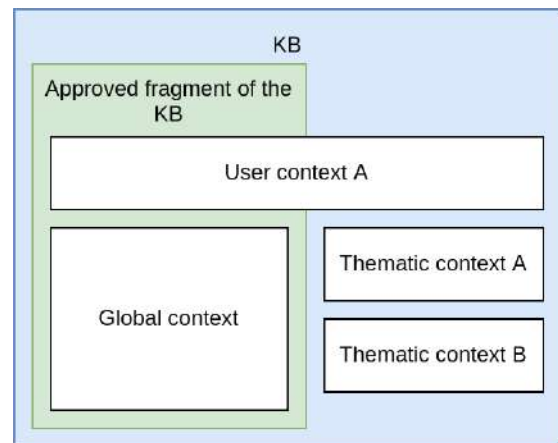 KB
Approved fragment of the
KB
User context A
Global context
Thematic context A
Thematic context B